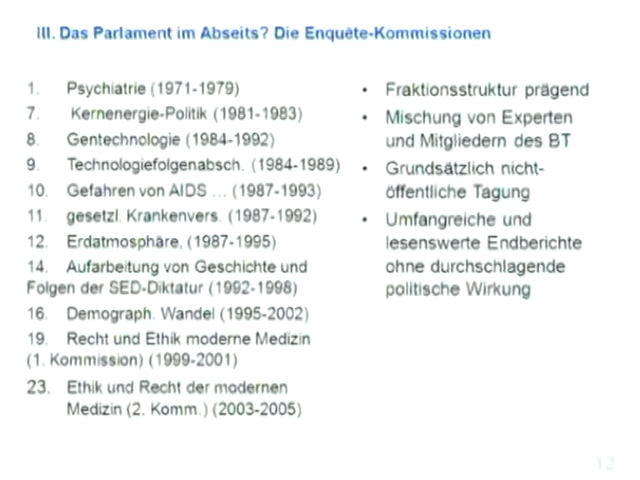 III. Das Parlament im Abseits? Die Enquète-Kommissionen
1. Psychiatrie (1971-1979)
7. Kernenergie-Politik (1981-1983)
8. Gentechnologie (1984-1992)
9. Technologiefolgenabsch. (1984-1989)
10. Gefahren von AIDS ... (1987-1993)
11. gesetzl. Krankenvers. (1987-1992)
12. Erdatmosphäre, (1987-1995)
14. Aufarbeitung von Geschichte und
Folgen der SED-Diktatur (1992-1998)
16. Demograph. Wandel (1995-2002)
19. Recht und Ethik moderne Medizin
(1. Kommission) (1999-2001)
23. Ethik und Recht der modernen
Medizin (2. Komm.) (2003-2005)
• Fraktionsstruktur prägend
• Mischung von Experten
und Mitgliedern des BT
• Grundsätzlich nicht-
öffentliche Tagung
• Umfangreiche und
lesenswerte Endberichte
ohne durchschlagende
politische Wirkung
12